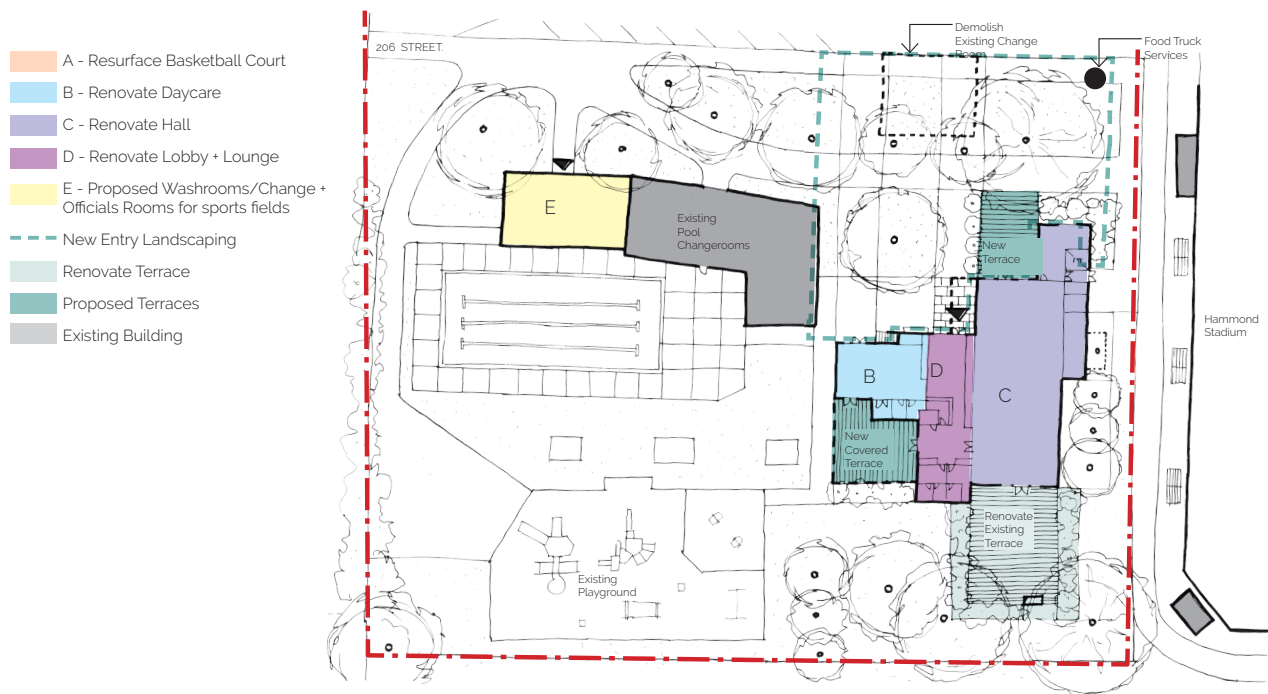 A - Resurface Basketball Court
B - Renovate Daycare
C - Renovate Hall
D - Renovate Lobby + Lounge
E - Proposed Washrooms/Change +
Officials Rooms for sports fields
New Entry Landscaping
Renovate Terrace
Proposed Terraces
Existing Building
206 STREET.
Demolish
Existing Change
Room
Food Truck
Services
E
Existing
Pool
Changerooms
New
Terrace
Hammond
Stadium
B
D
C
New
Covered
Terrace
Renovate
Existing
Terrace
Existing
Playground